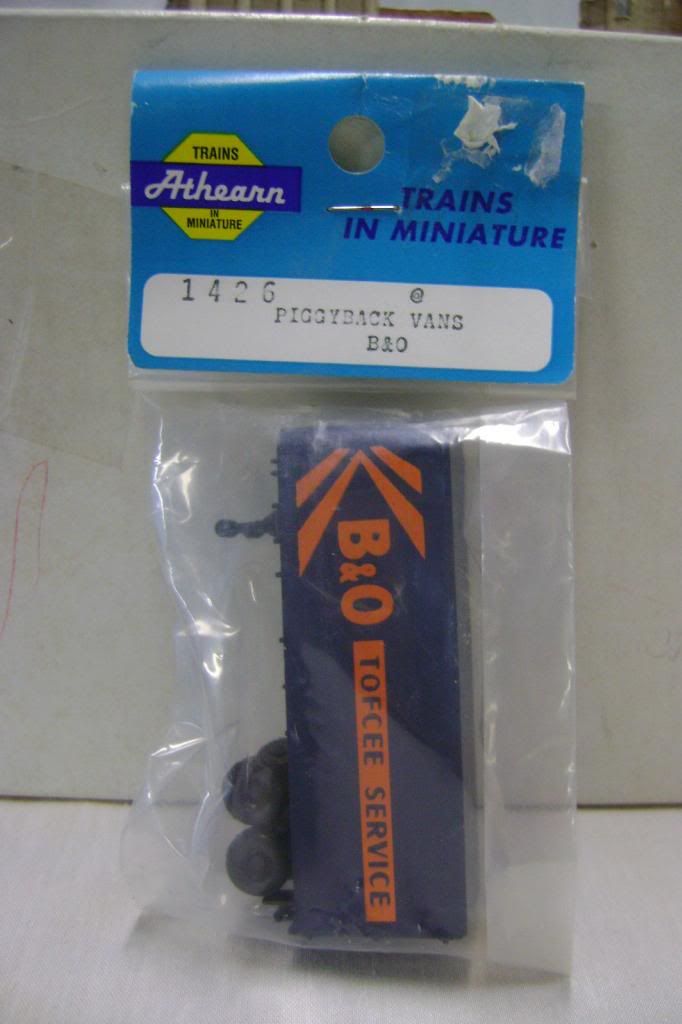 TRAINS
Athearn
IN
MINIATURE
TRAINS
IN MINIATURE
1426 @
PIGGYBACK VANS
B&O
B&O
TOFCEE SERVICE